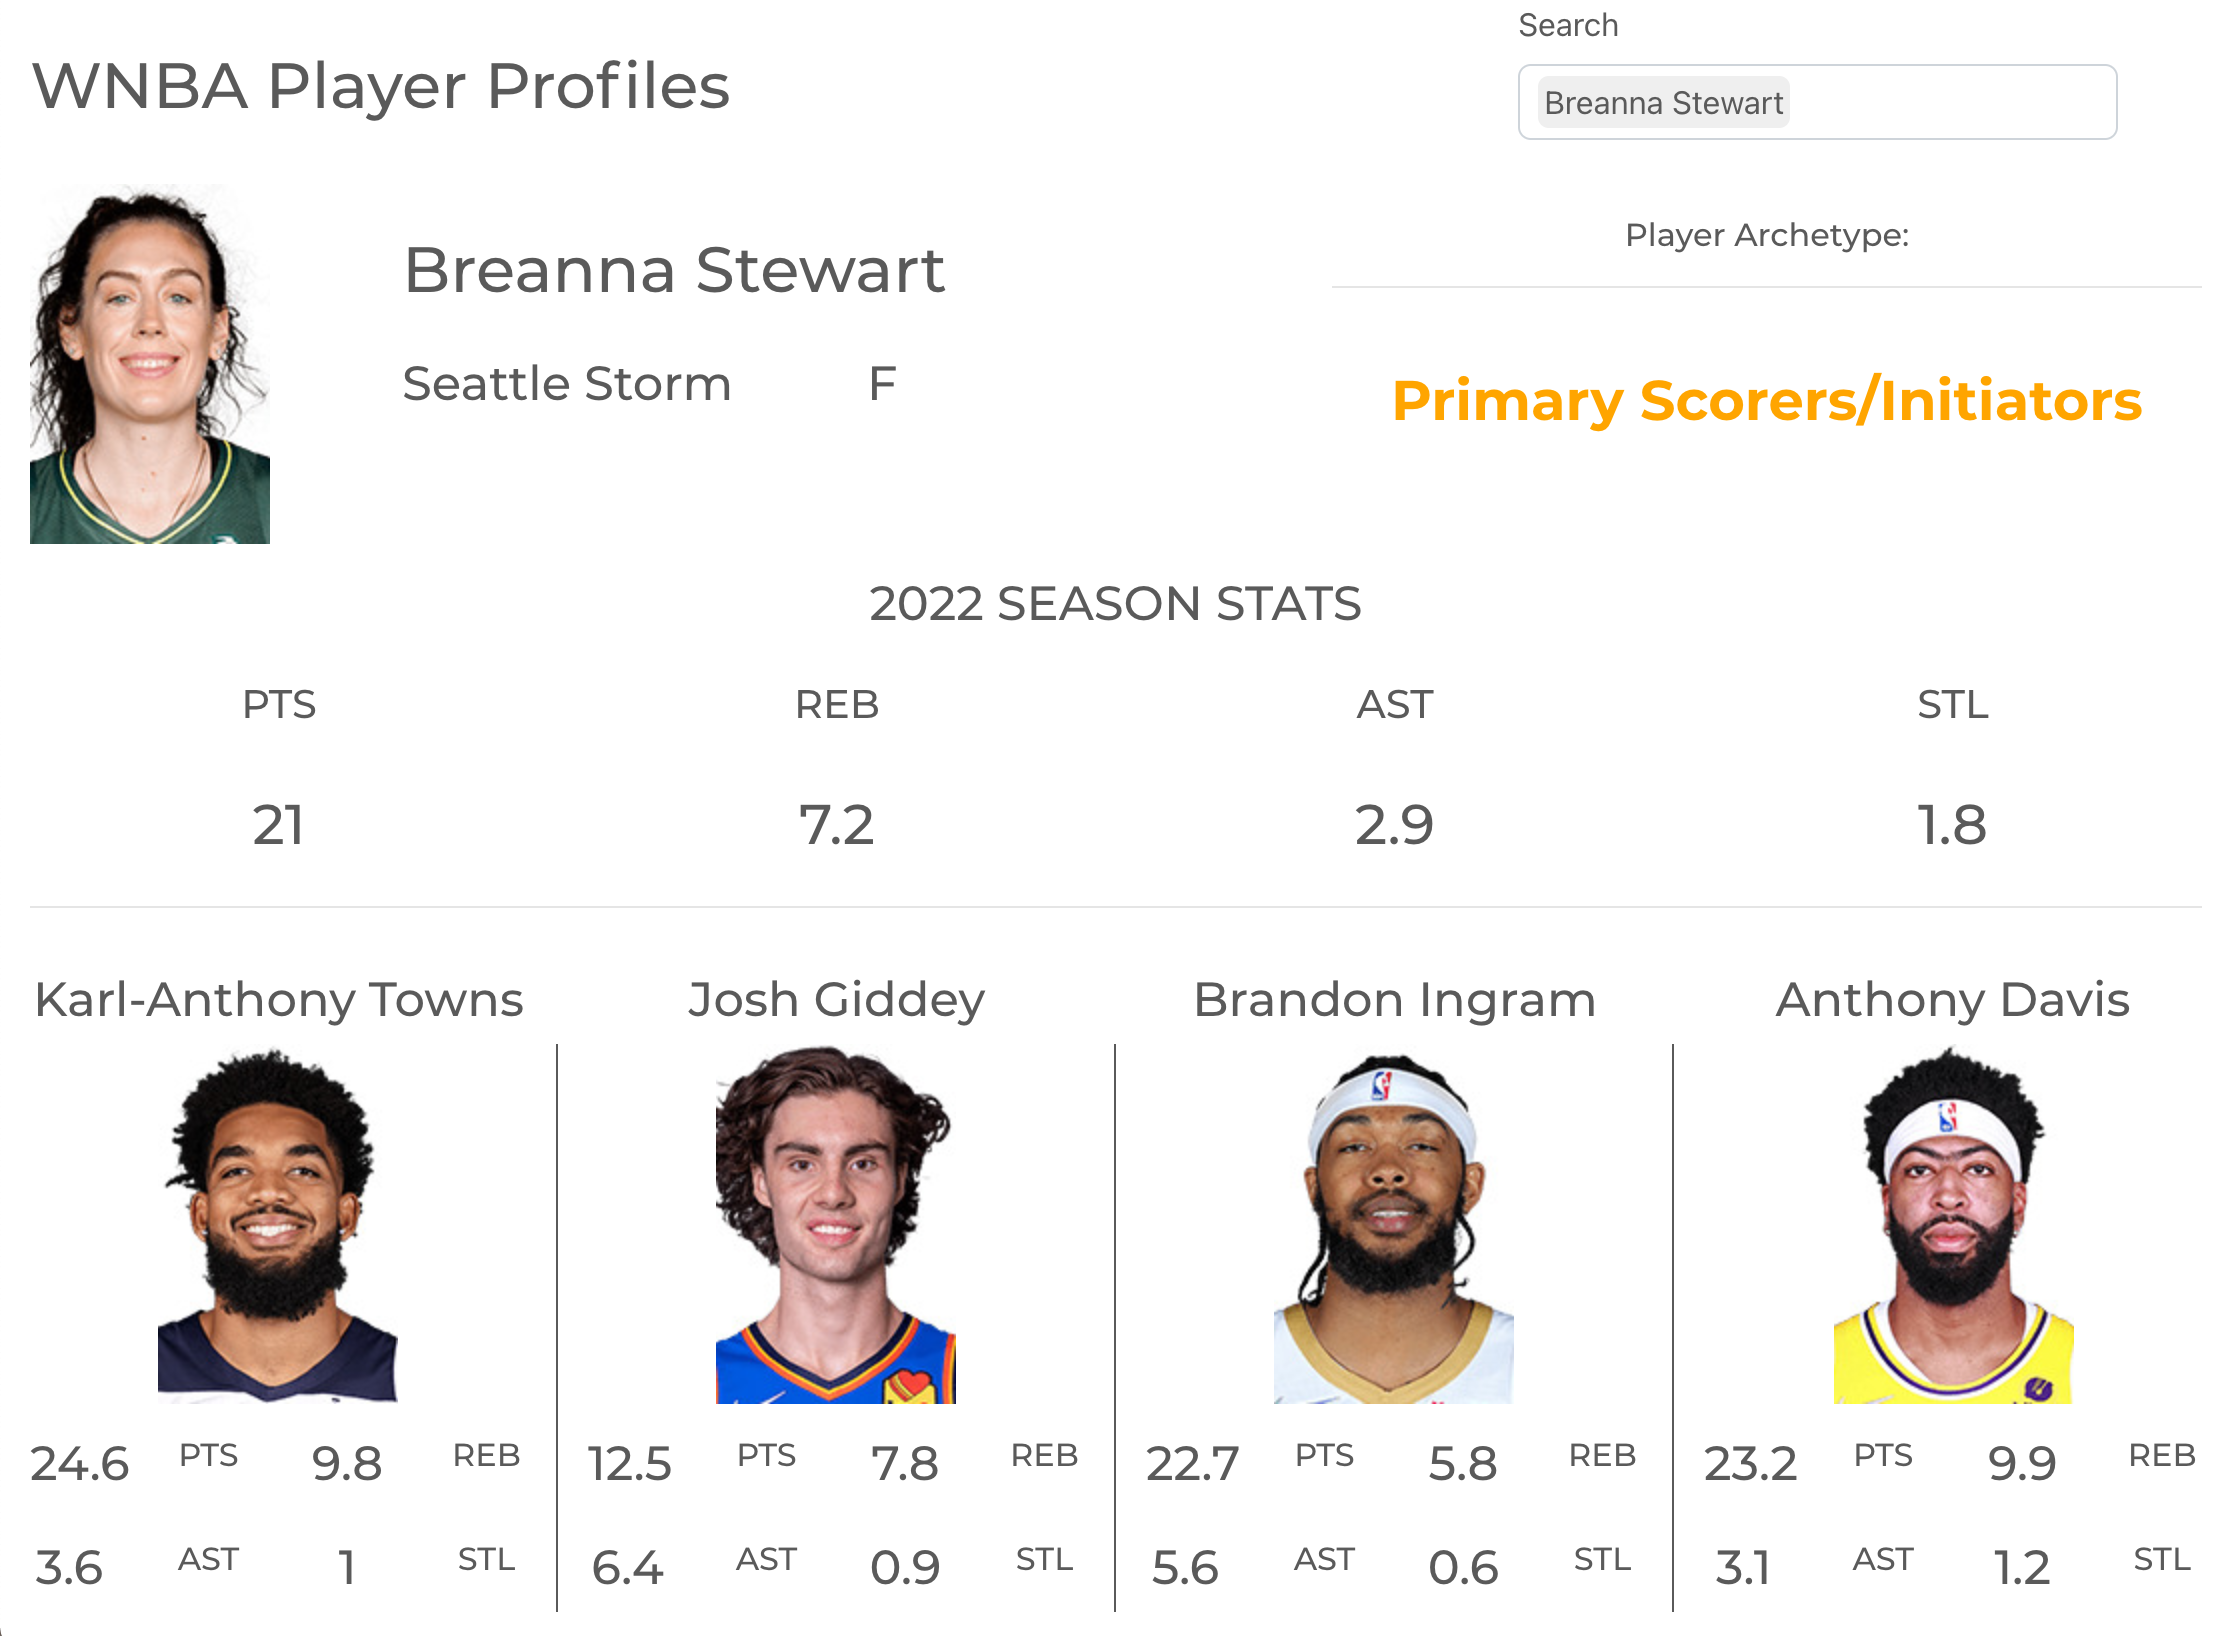 Search
WNBA Player Profiles
Breanna Stewart
Player Archetype:
Breanna Stewart
Seattle Storm F
Primary Scorers/Initiators
2022 SEASON STATS
PTS REB AST STL
21 7.2 2.9 1.8
Karl-Anthony Towns Josh Giddey Brandon Ingram Anthony Davis
24.6 PTS 9.8 REB 12.5 PTS 7.8 REB 22.7 PTS 5.8 REB 23.2 PTS 9.9 REB
3.6 AST 1 STL 6.4 AST 0.9 STL 5.6 AST 0.6 STL 3.1 AST 1.2 STL